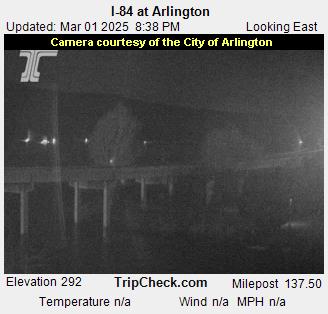 I-84 at Arlington
Updated: Mar 01 2025 8:38 PM Looking East
Camera courtesy of the City of Arlington
Elevation 292 TripCheck.com Milepost 137.50
Temperature n/a Wind n/a MPH n/a